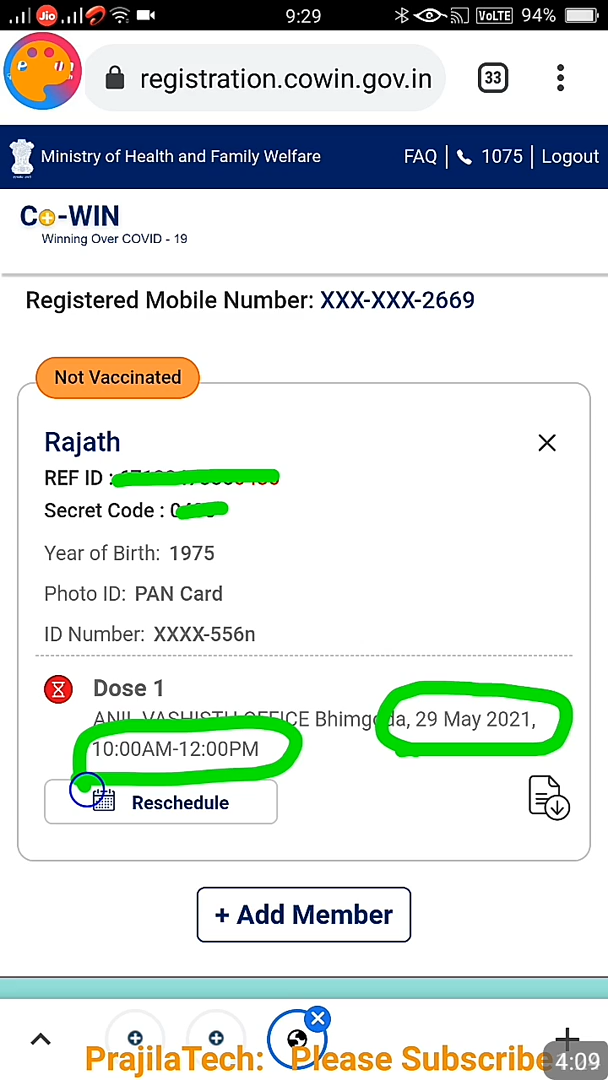 9:29
VoLTE 94%
registration.cowin.gov.in
33
Ministry of Health and Family Welfare
FAQ | 1075 | Logout
Co-WIN
Winning Over COVID - 19
Registered Mobile Number: XXX-XXX-2669
Not Vaccinated
Rajath
REF ID :
Secret Code :
Year of Birth: 1975
Photo ID: PAN Card
ID Number: XXXX-556n
Dose 1
ANIL VASHISTH OFFICE Bhimgoda, 29 May 2021,
10:00AM-12:00PM
Reschedule
+ Add Member
PrajilaTech: Please Subscribe
4:09